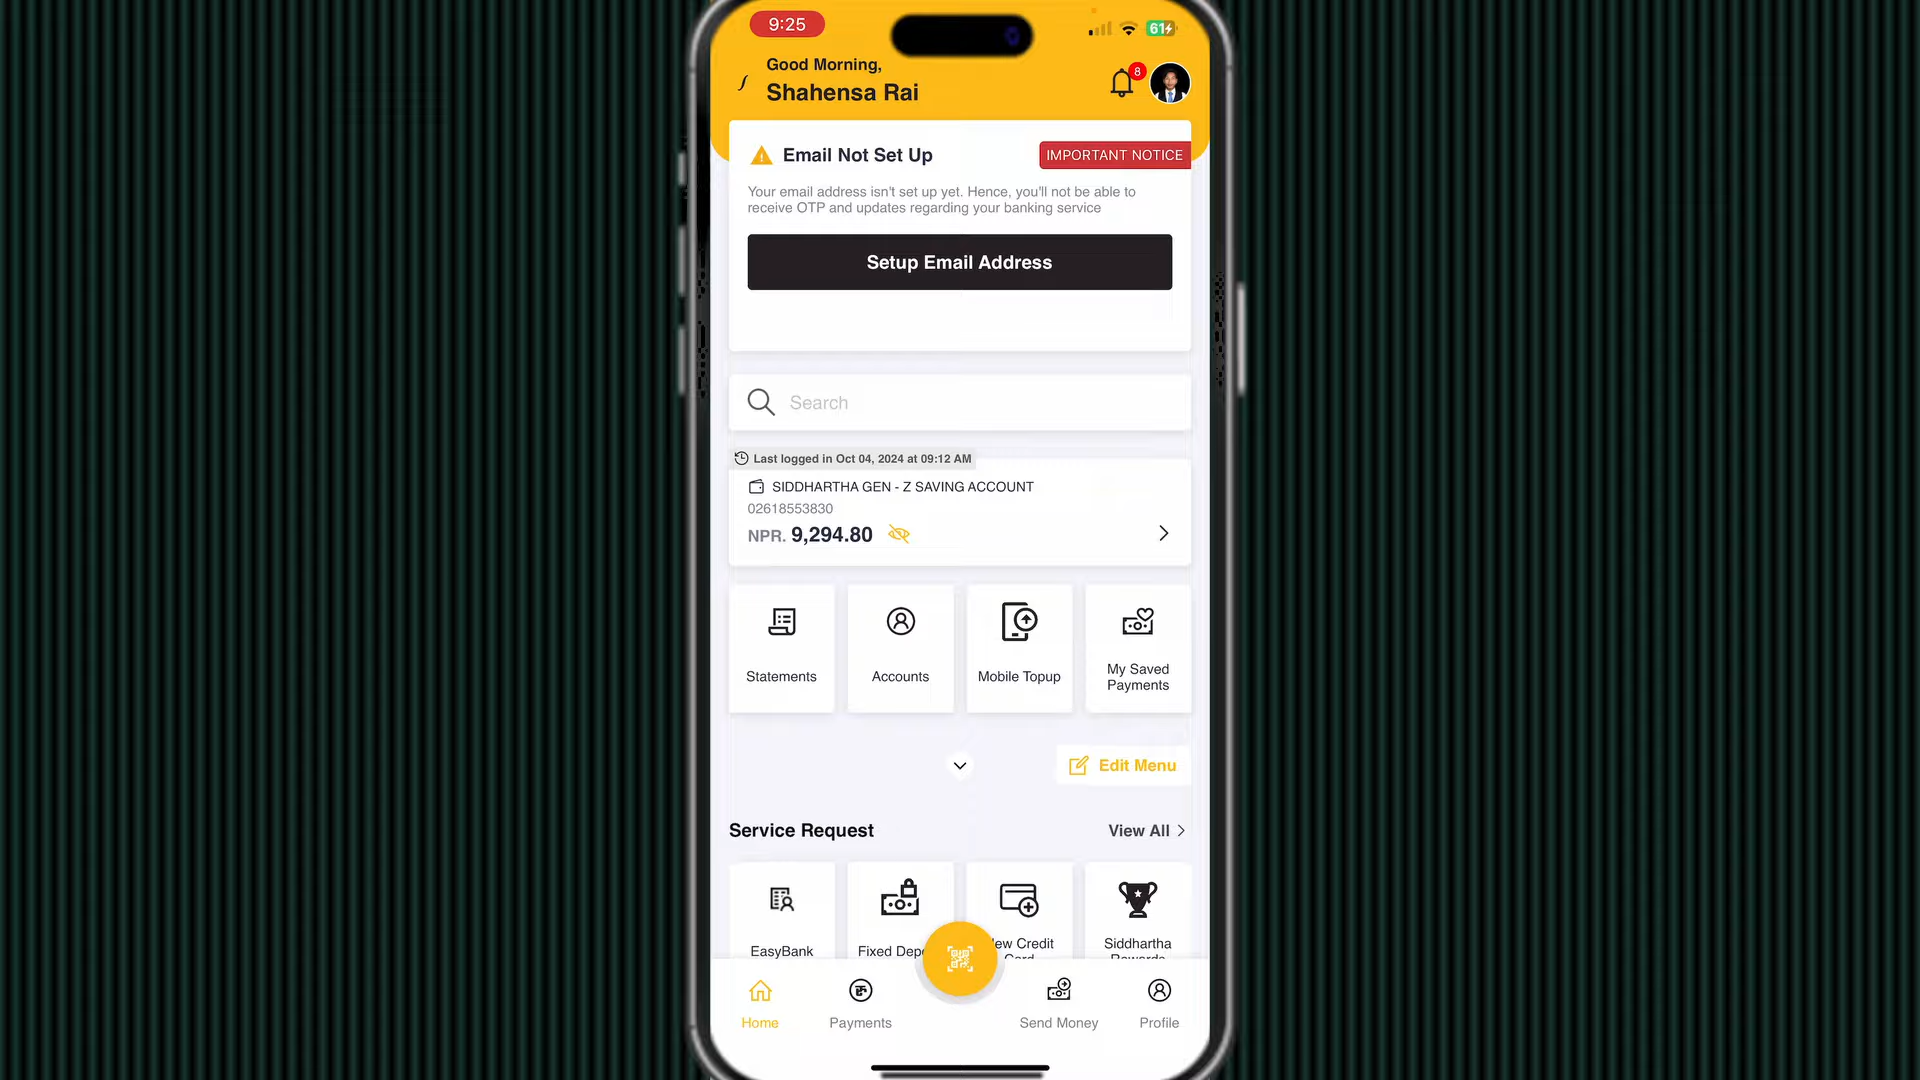 9:25
61
Good Morning,
Shahensa Rai
8
Email Not Set Up
IMPORTANT NOTICE
Your email address isn't set up yet. Hence, you'll not be able to
receive OTP and updates regarding your banking service
Setup Email Address
Search
Last logged in Oct 04, 2024 at 09:12 AM
SIDDHARTHA GEN - Z SAVING ACCOUNT
02618553830
NPR. 9,294.80
Statements
Accounts
Mobile Topup
My Saved
Payments
Edit Menu
Service Request
View All
EasyBank
Fixed Dep
ew Credit
Card
Siddhartha
Rewards
Home
Payments
Send Money
Profile